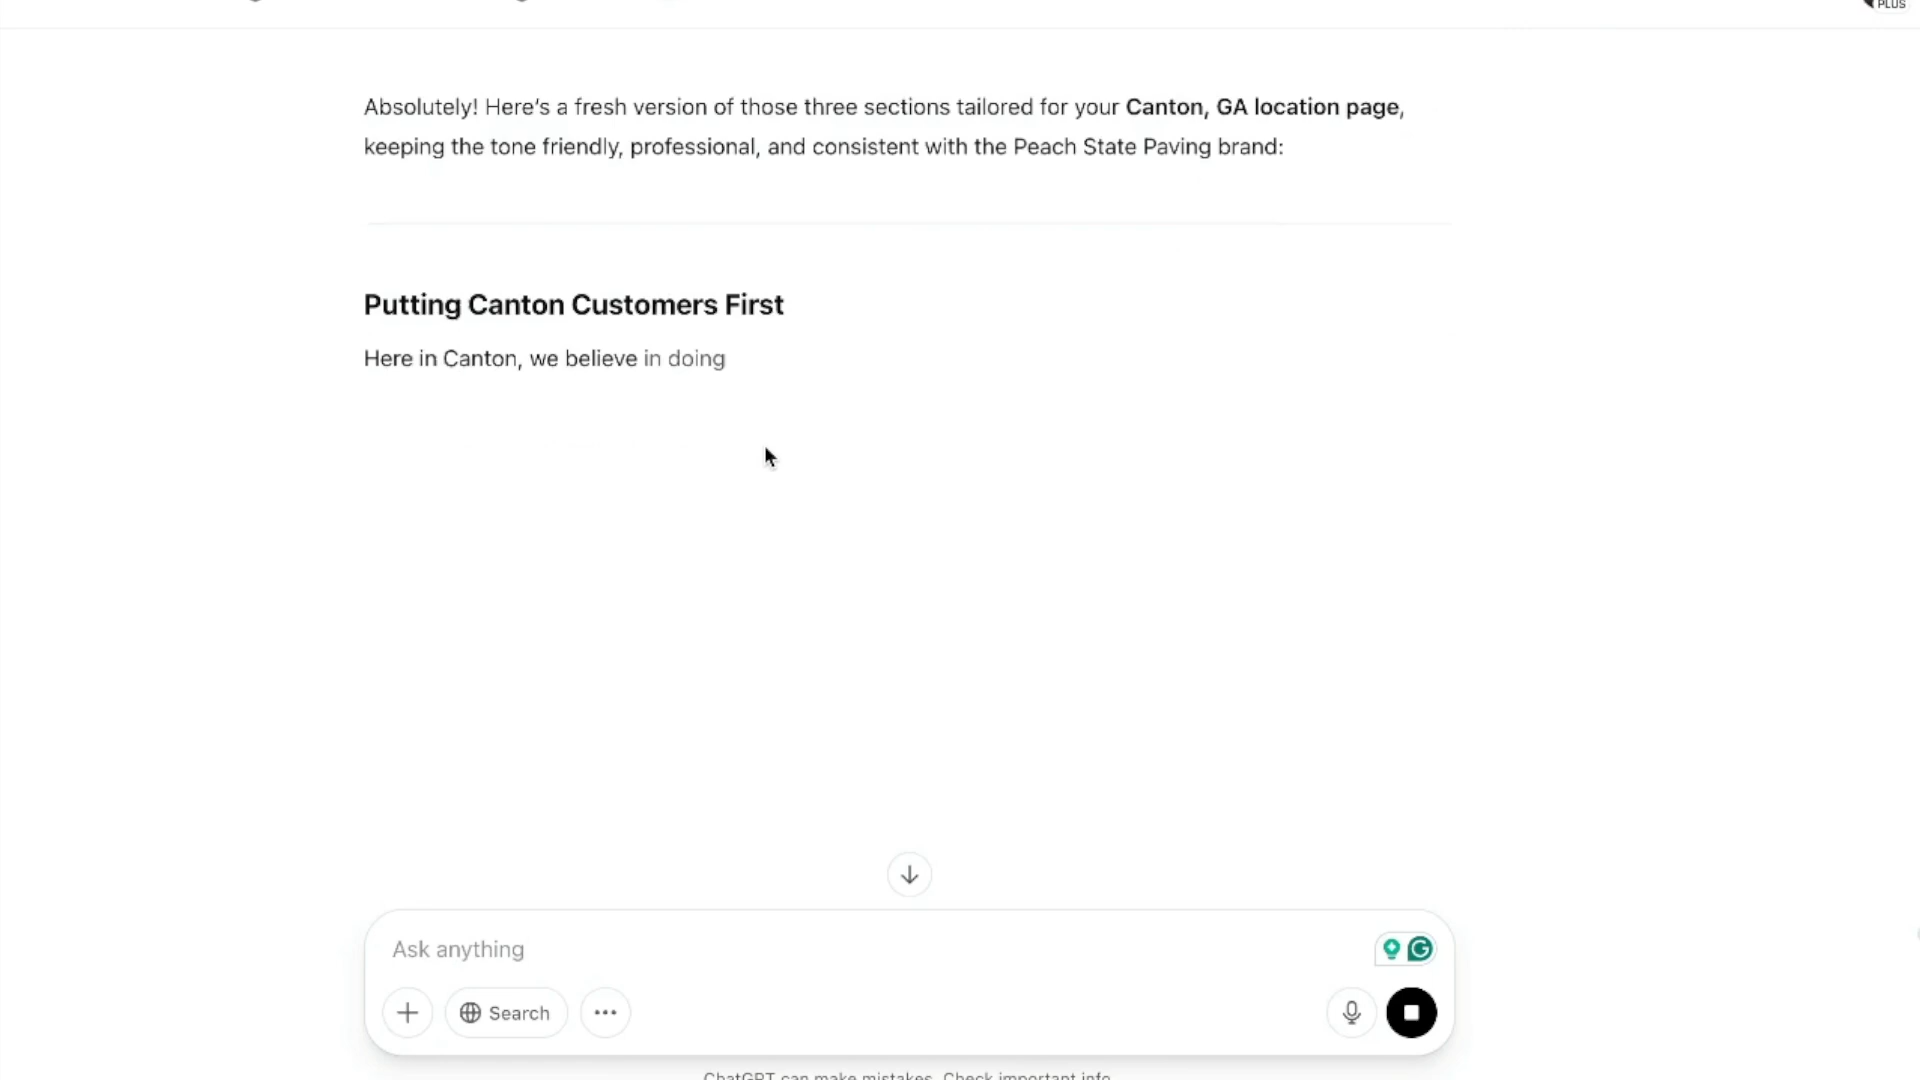 PLUS
Absolutely! Here's a fresh version of those three sections tailored for your Canton, GA location page,
keeping the tone friendly, professional, and consistent with the Peach State Paving brand:
Putting Canton Customers First
Here in Canton, we believe in doing
Ask anything
Search
ChatGPT can make mistakes. Check important info.